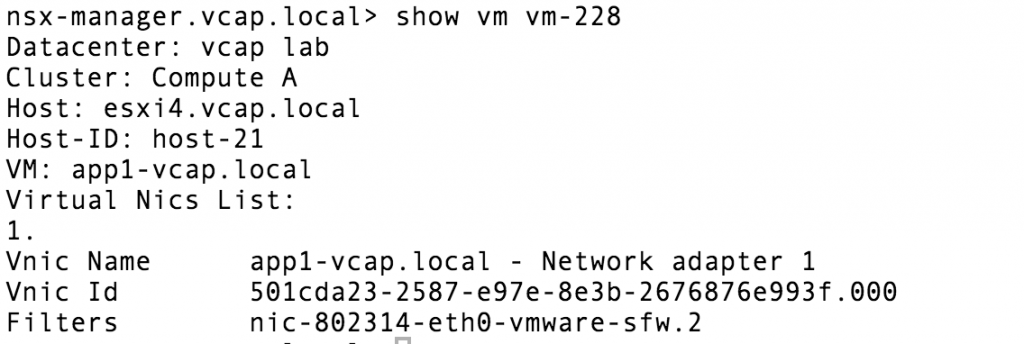 nsx-manager.vcap.local> show vm vm-228
Datacenter: vcap lab
Cluster: Compute A
Host: esxi4.vcap.local
Host-ID: host-21
VM: app1-vcap.local
Virtual Nics List:
1.
Vnic Name      app1-vcap.local - Network adapter 1
Vnic Id        501cda23-2587-e97e-8e3b-2676876e993f.000
Filters        nic-802314-eth0-vmware-sfw.2